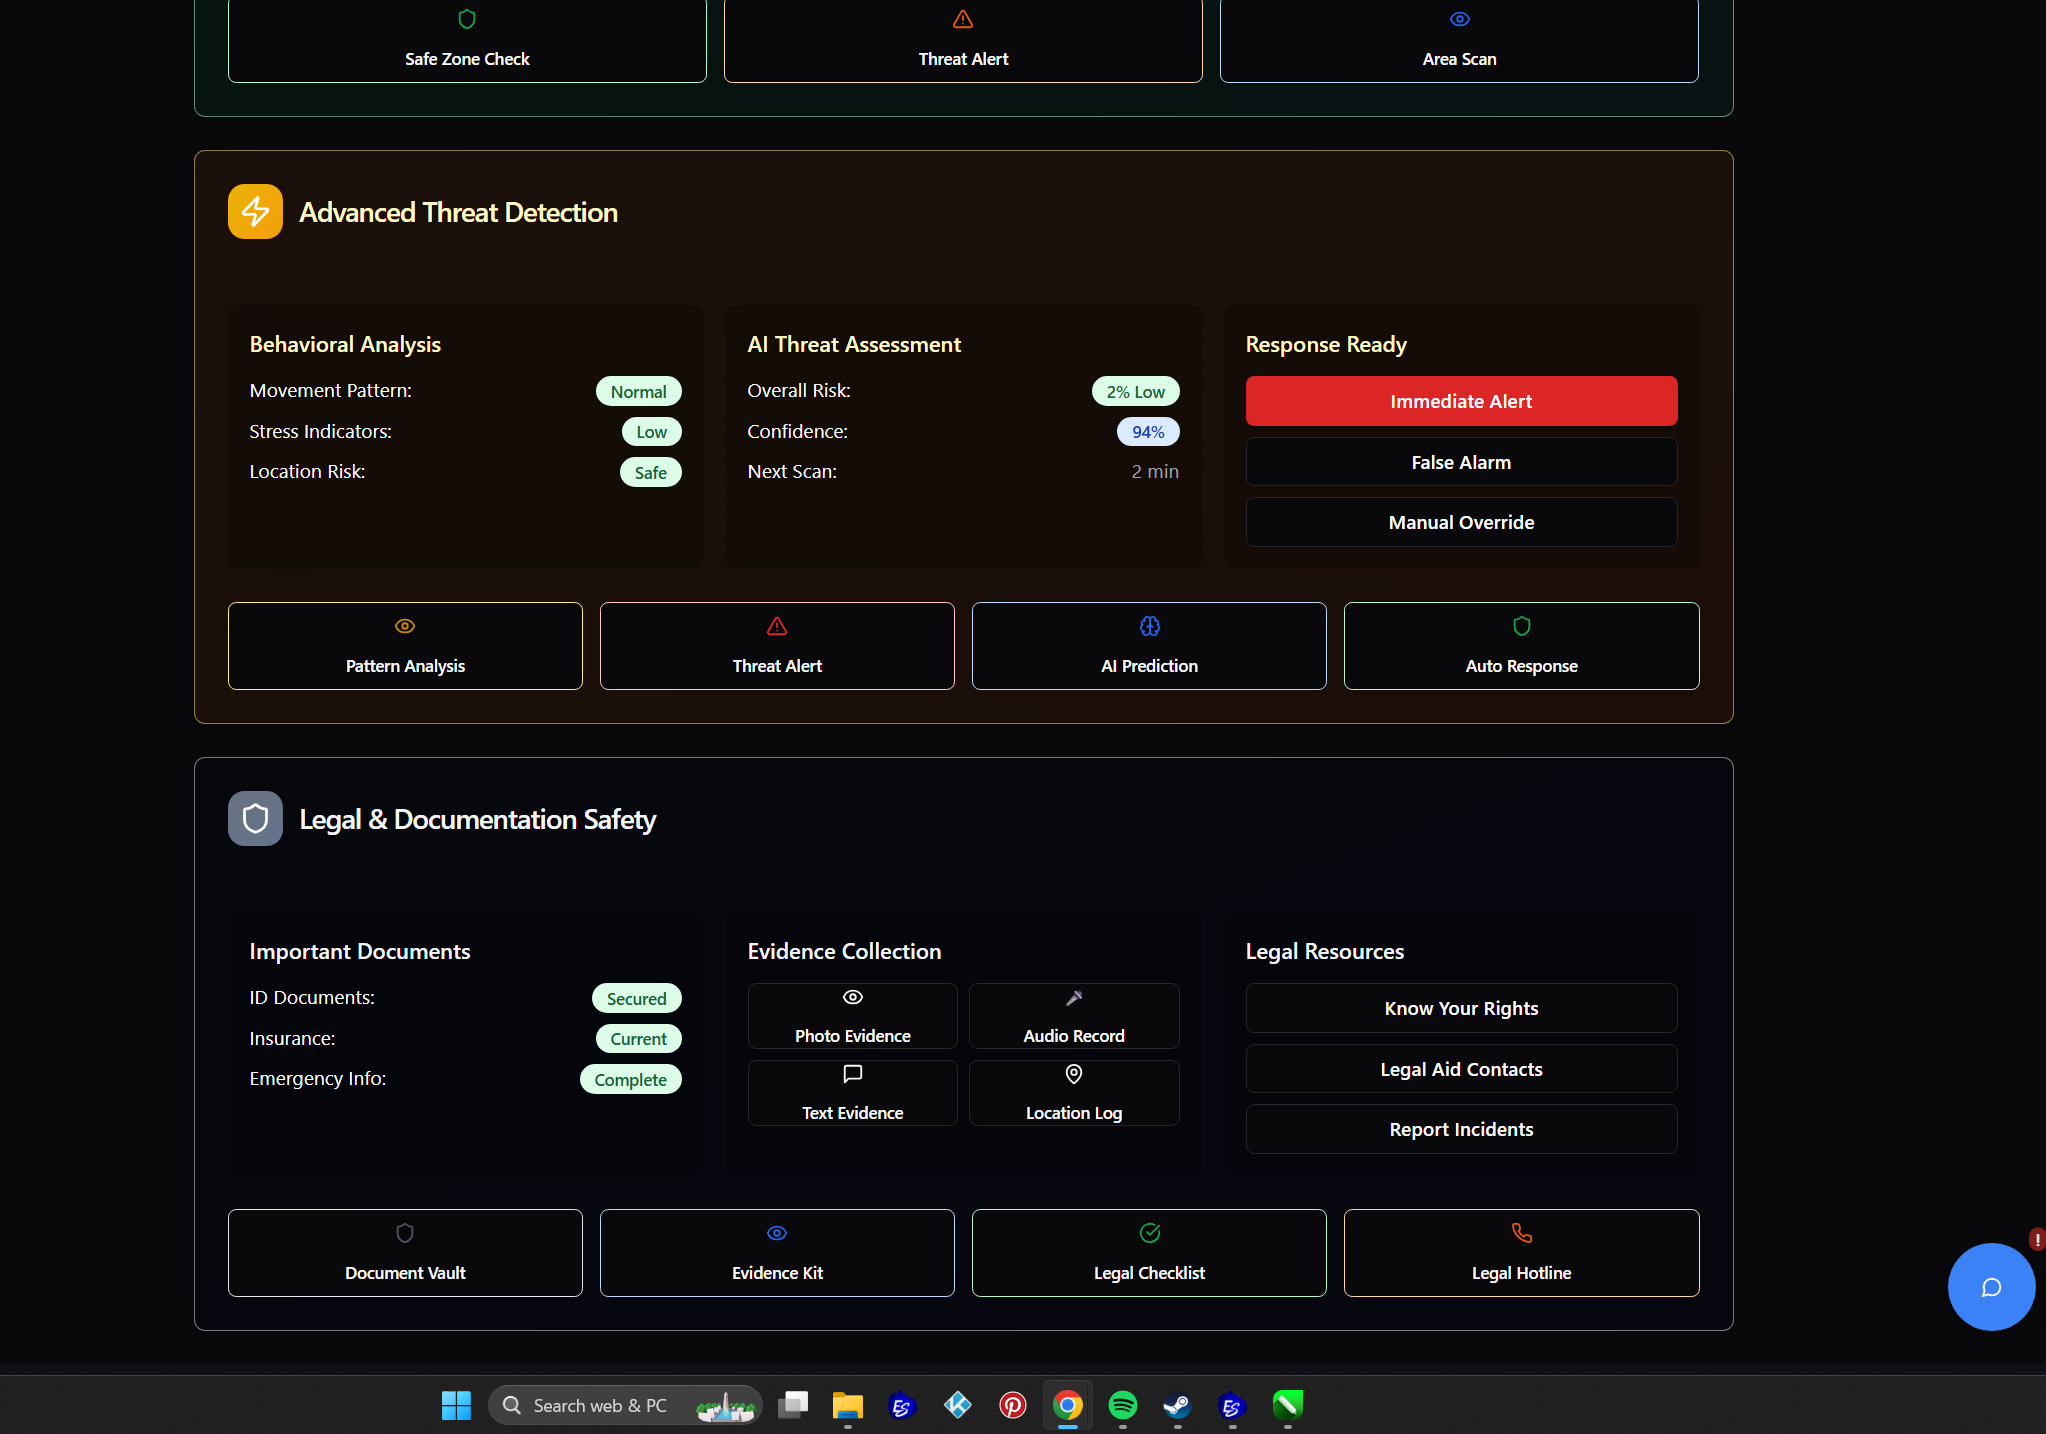 Safe Zone Check
Threat Alert
Area Scan
Advanced Threat Detection
Behavioral Analysis
Movement Pattern: Normal
Stress Indicators: Low
Location Risk: Safe
AI Threat Assessment
Overall Risk: 2% Low
Confidence: 94%
Next Scan: 2 min
Response Ready
Immediate Alert
False Alarm
Manual Override
Pattern Analysis
Threat Alert
AI Prediction
Auto Response
Legal & Documentation Safety
Important Documents
ID Documents: Secured
Insurance: Current
Emergency Info: Complete
Evidence Collection
Photo Evidence
Audio Record
Text Evidence
Location Log
Legal Resources
Know Your Rights
Legal Aid Contacts
Report Incidents
Document Vault
Evidence Kit
Legal Checklist
Legal Hotline
!
Search web & PC
ES
ES